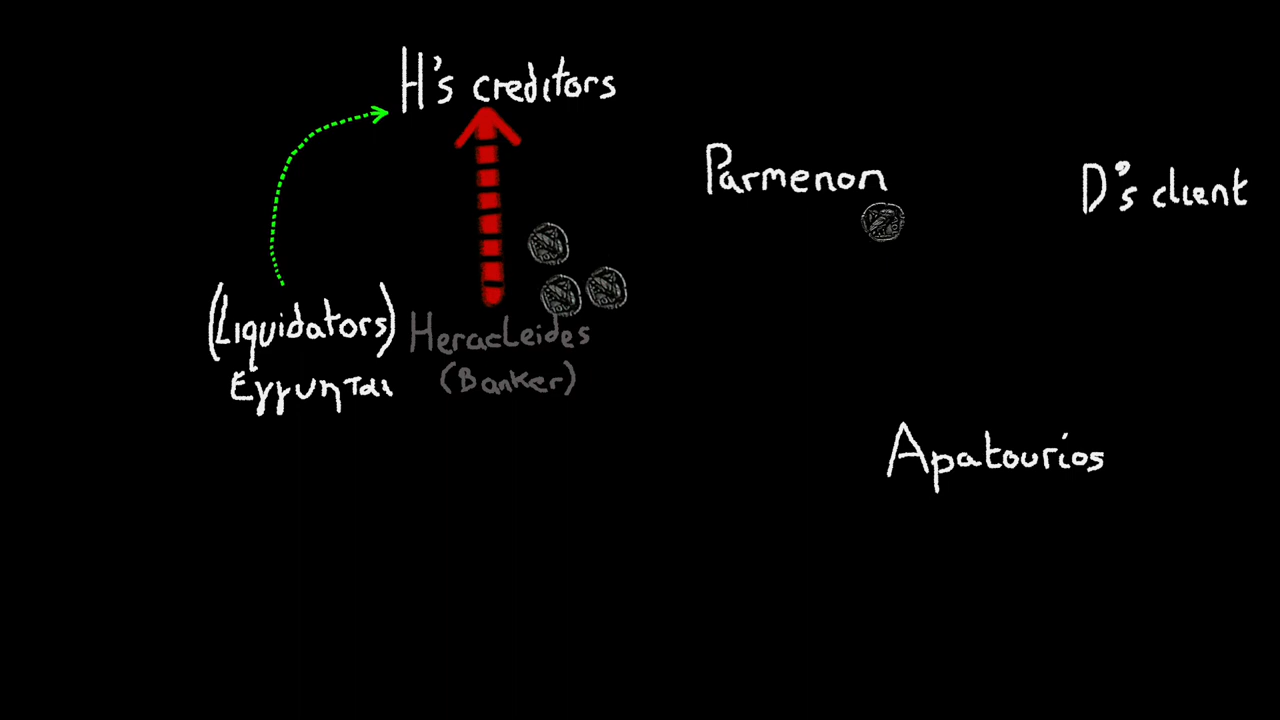 H's creditors
Parmenon
D's client
(Liquidators)
Εγγυηται
Heracleides
(Banker)
Apatourios